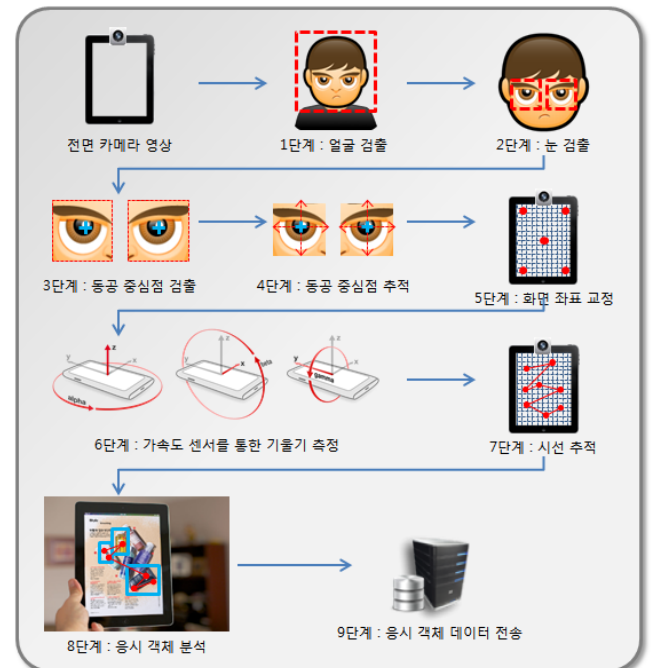 전면 카메라 영상
1단계 : 얼굴 검출
2단계 : 눈 검출
3단계 : 동공 중심점 검출
4단계 : 동공 중심점 추적
5단계 : 화면 좌표 교정
z
y
x
alpha
z
y
x
beta
z
y
x
gamma
6단계 : 가속도 센서를 통한 기울기 측정
7단계 : 시선 추적
8단계 : 응시 객체 분석
9단계 : 응시 객체 데이터 전송